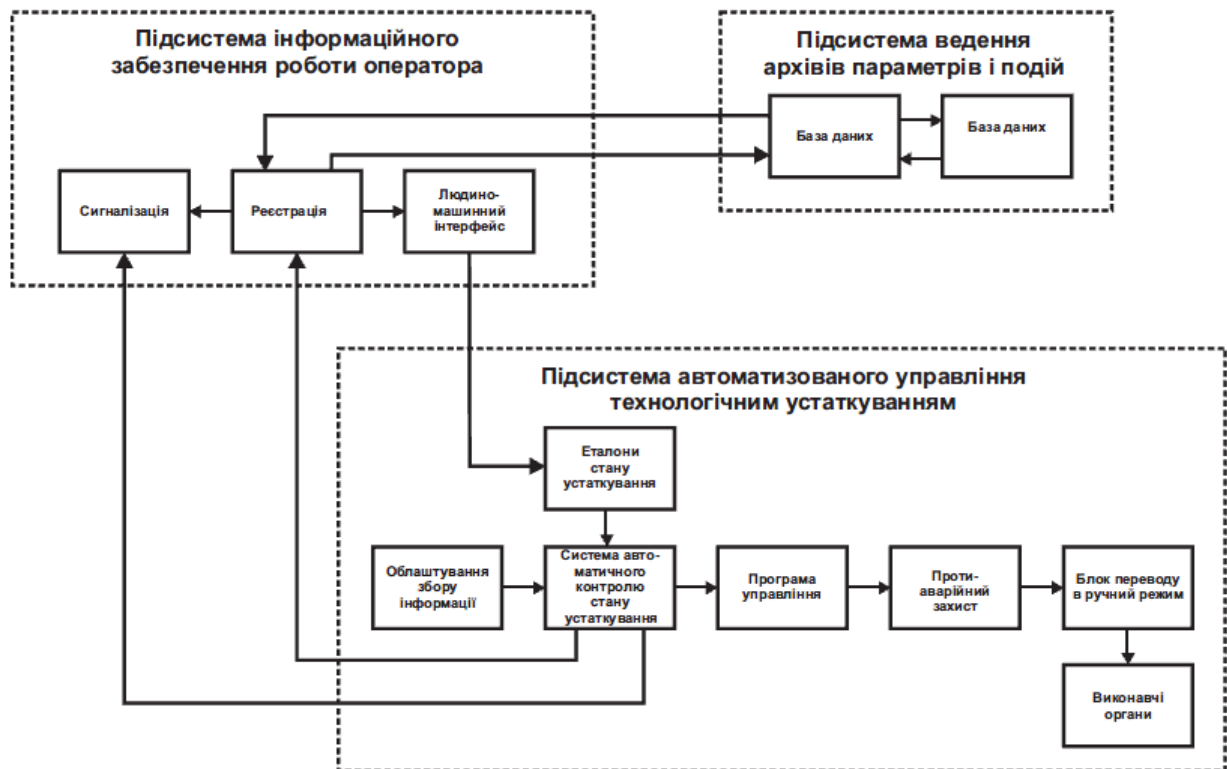 Підсистема інформаційного
забезпечення роботи оператора
Підсистема ведення
архівів параметрів і подій
База даних
База даних
Сигналізація
Реєстрація
Людино-
машинний
інтерфейс
Підсистема автоматизованого управління
технологічним устаткуванням
Еталони
стану
устаткування
Облаштування
збору
інформації
Система авто-
матичного
контролю
стану
устаткування
Програма
управління
Проти-
аварійний
захист
Блок переводу
в ручний режим
Виконавчі
органи